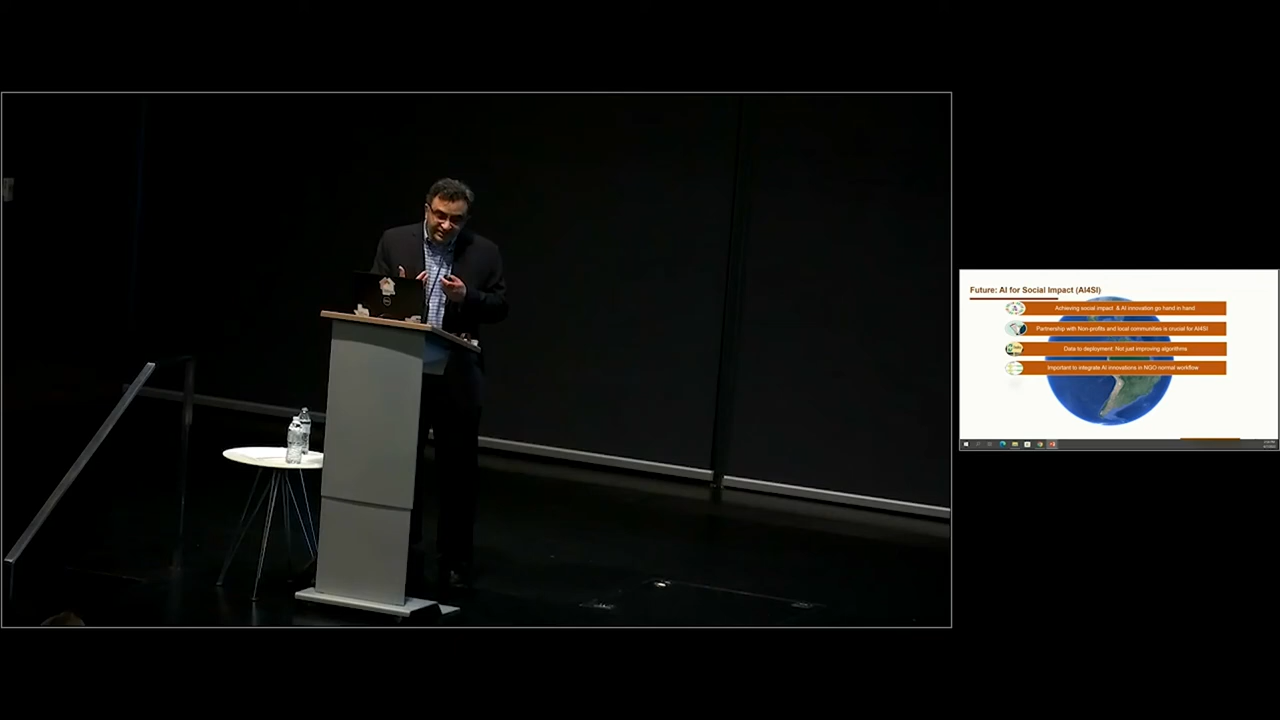 Future: AI for Social Impact (AI4SI)
Achieving social impact & AI innovation go hand in hand
Partnership with Non-profits and local communities is crucial for AI4SI
Data to deployment: Not just improving algorithms
Important to integrate AI innovations in NGO normal workflow